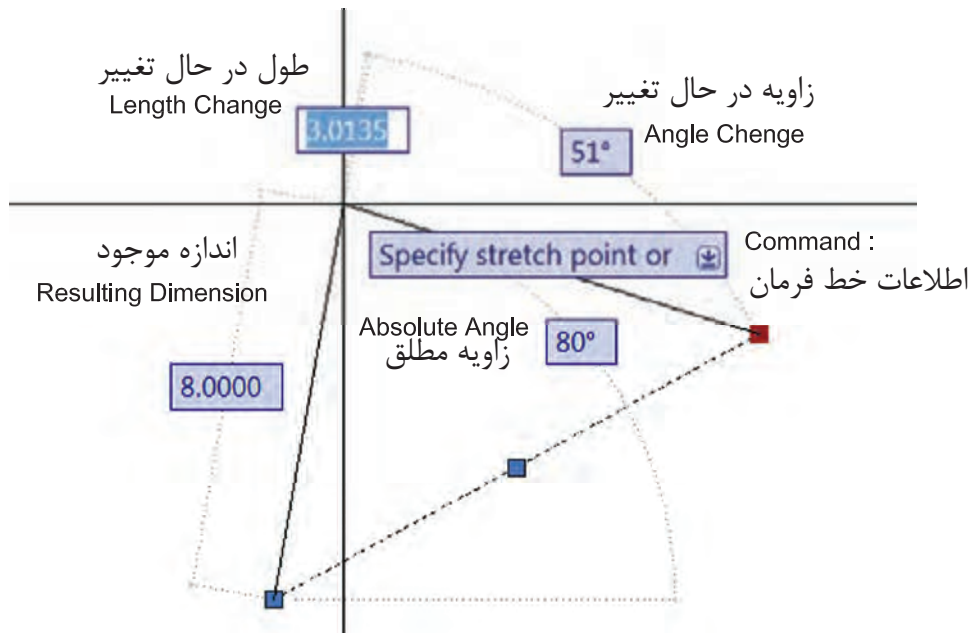 طول در حال تغییر
Length Change
3.0135
زاویه در حال تغییر
Angle Chenge
51°
اندازه موجود
Resulting Dimension
Specify stretch point or
Command :
اطلاعات خط فرمان
Absolute Angle
زاویه مطلق
80°
8.0000